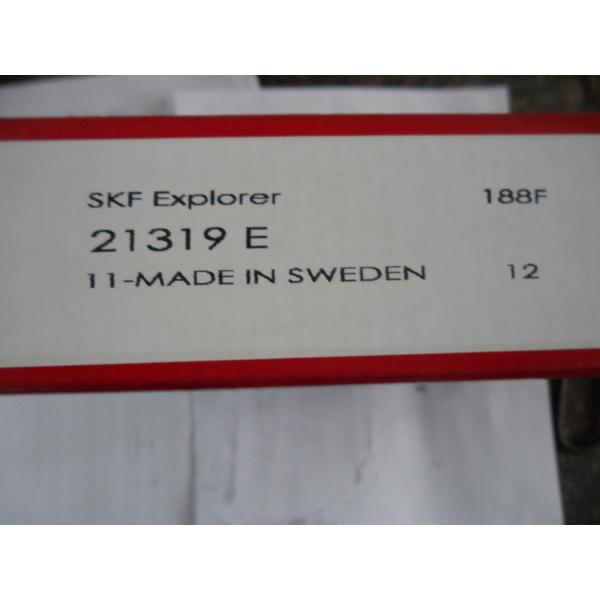 SKF Explorer 188F
21319 E
11-MADE IN SWEDEN 12